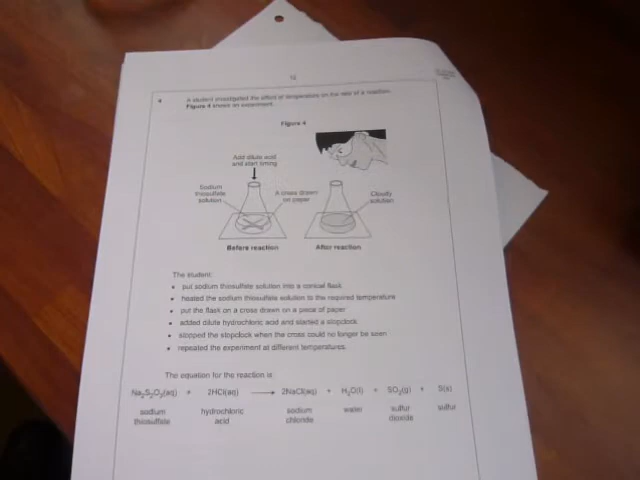 12
4 A student investigated the effect of temperature on the rate of a reaction.
Figure 4 shows an experiment.
Figure 4
Add dilute acid
and start timing
Sodium
thiosulfate
solution
A cross drawn
on paper
Cloudy
solution
Before reaction
After reaction
The student:
• put sodium thiosulfate solution into a conical flask
• heated the sodium thiosulfate solution to the required temperature
• put the flask on a cross drawn on a piece of paper
• added dilute hydrochloric acid and started a stopclock
• stopped the stopclock when the cross could no longer be seen
• repeated the experiment at different temperatures.
The equation for the reaction is:
Na₂S₂O₃(aq) + 2HCl(aq) ⟶ 2NaCl(aq) + H₂O(l) + SO₂(g) + S(s)
sodium thiosulfate hydrochloric acid sodium chloride water sulfur dioxide sulfur